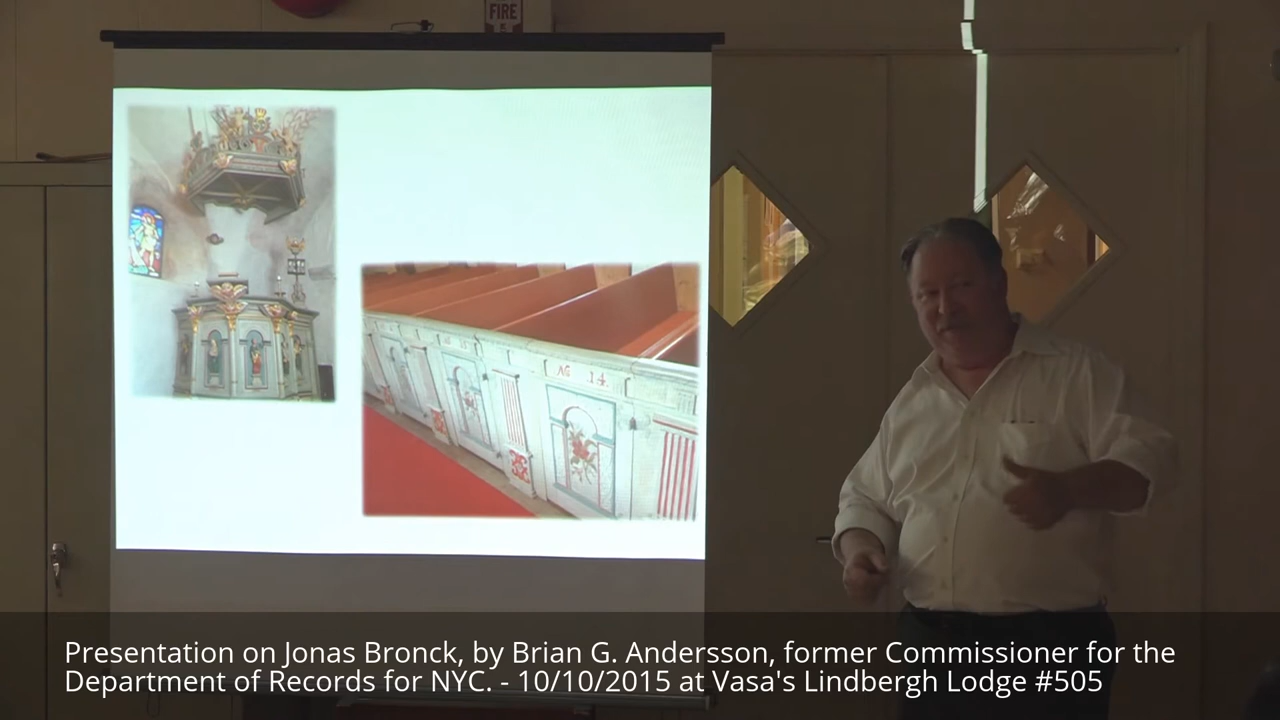 FIRE
Nº 14.
Presentation on Jonas Bronck, by Brian G. Andersson, former Commissioner for the
Department of Records for NYC. - 10/10/2015 at Vasa's Lindbergh Lodge #505